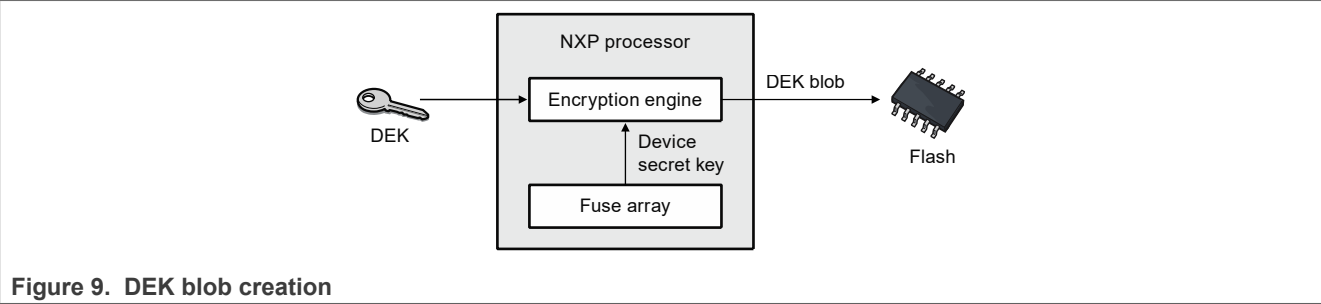 NXP processor
DEK
Encryption engine
DEK blob
Flash
Device
secret key
Fuse array
Figure 9. DEK blob creation